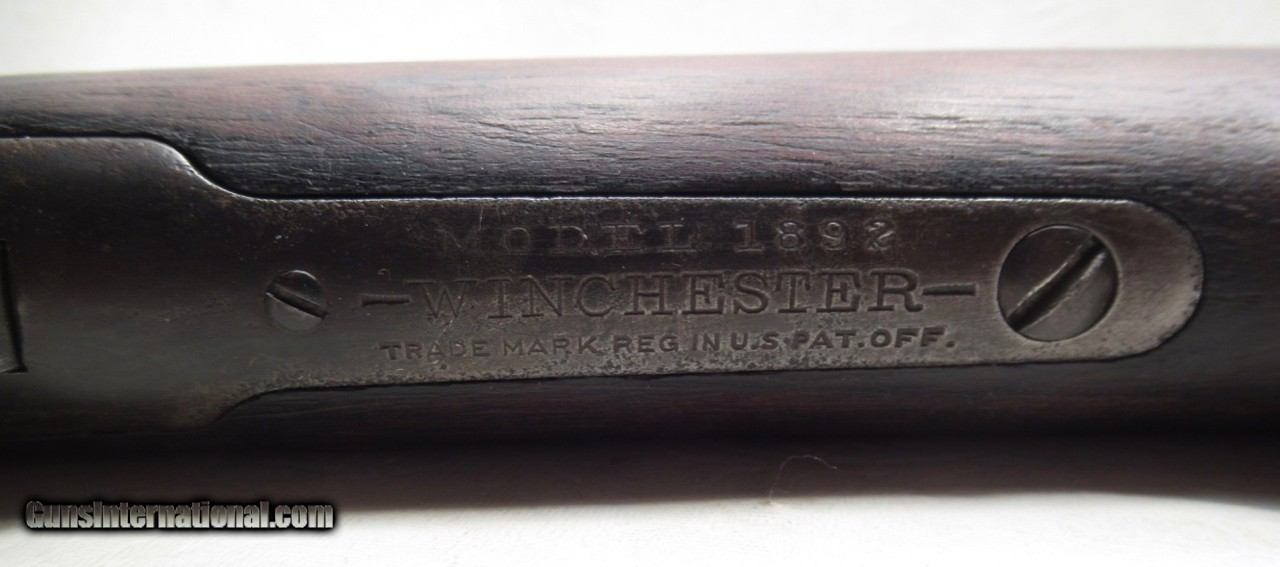 MODEL 1892
—WINCHESTER—
TRADE MARK REG IN U.S. PAT. OFF.
GunsInternational.com